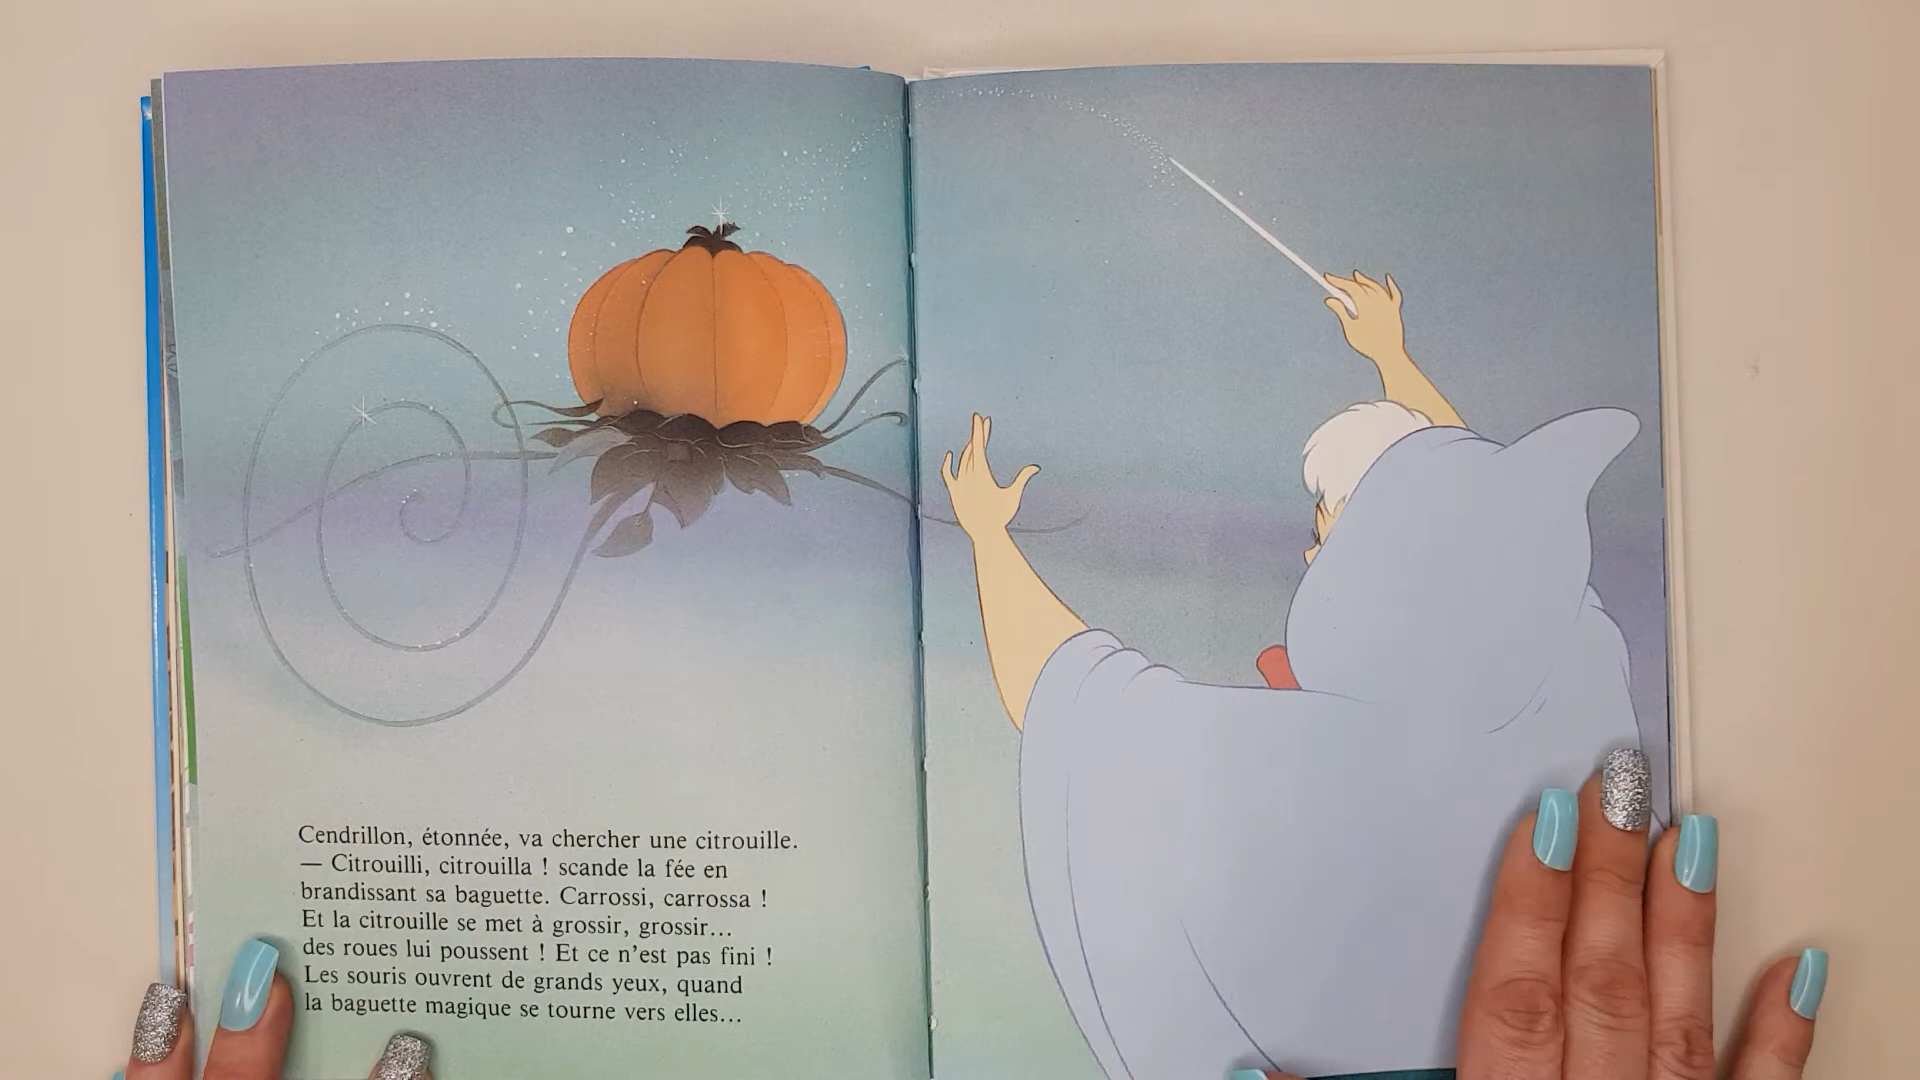 Cendrillon, étonnée, va chercher une citrouille.
— Citrouilli, citrouilla ! scande la fée en
brandissant sa baguette. Carrossi, carrossa !
Et la citrouille se met à grossir, grossir...
des roues lui poussent ! Et ce n'est pas fini !
Les souris ouvrent de grands yeux, quand
la baguette magique se tourne vers elles...